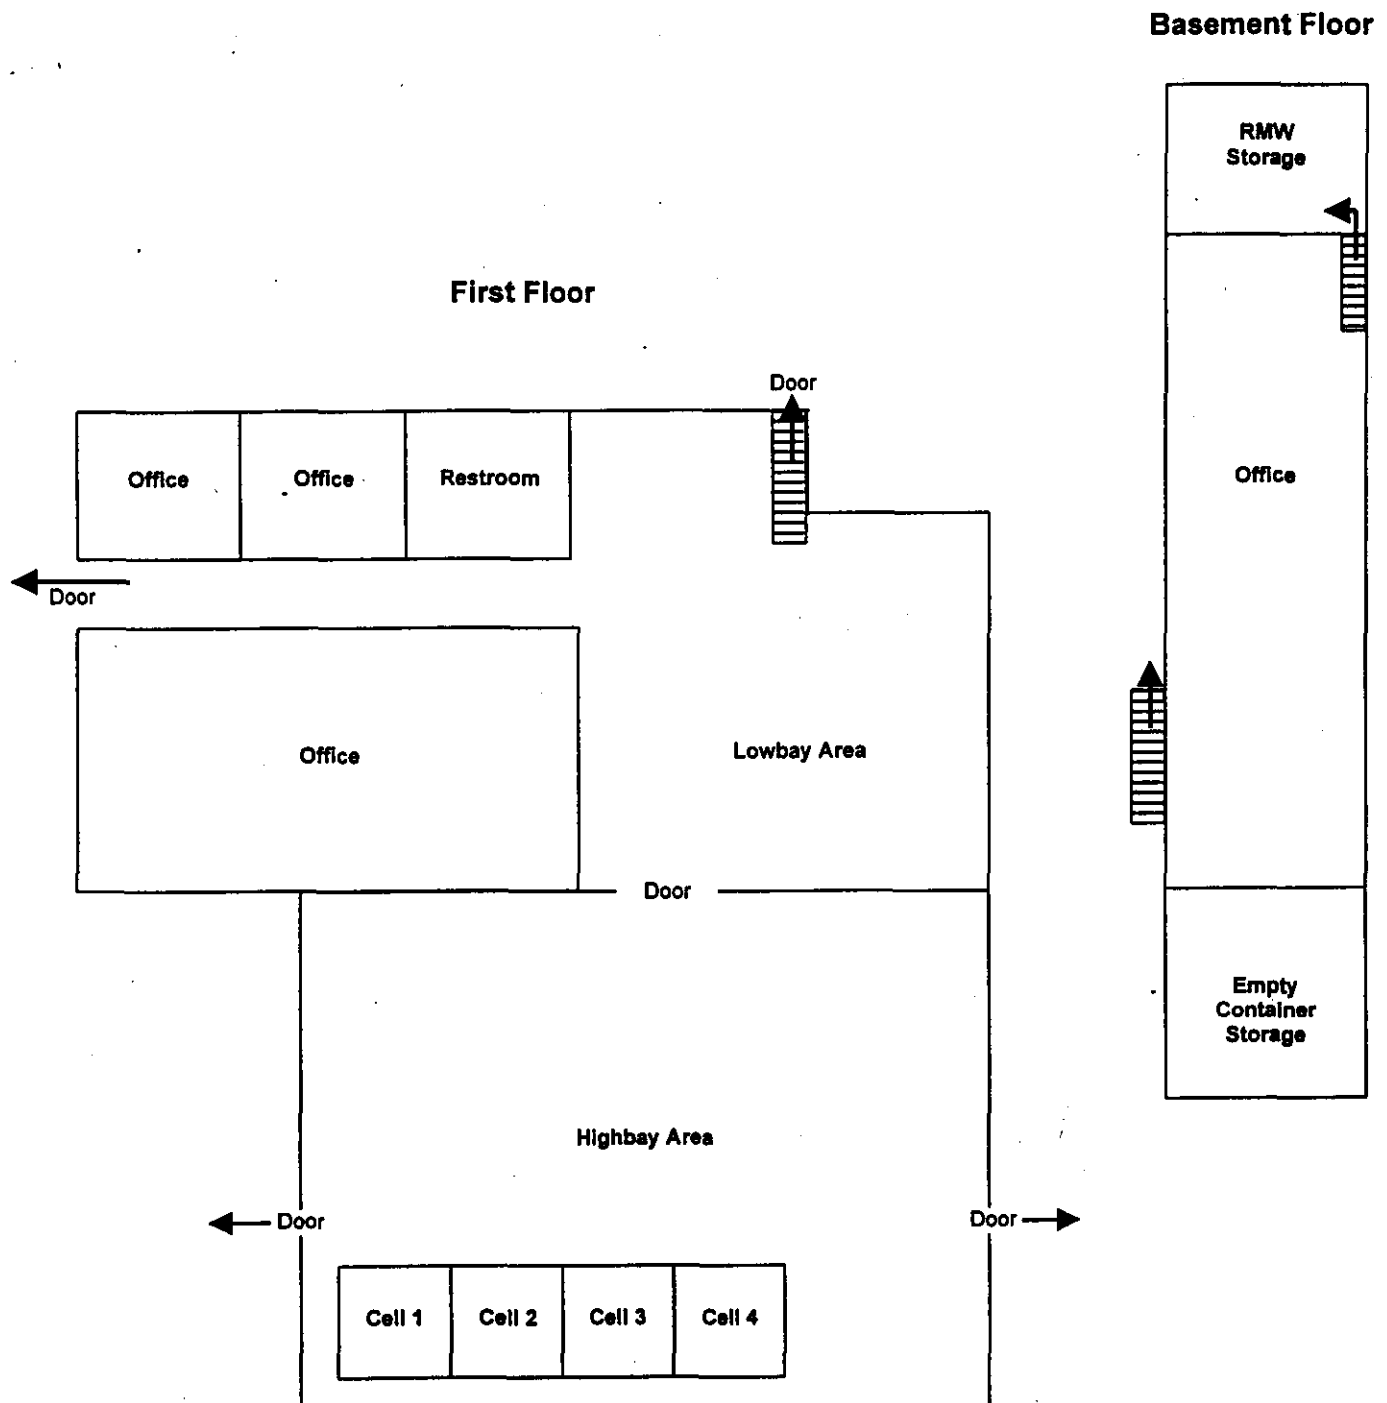 Basement Floor
RMW
Storage
First Floor
Door
Office
Office
Restroom
Office
Door
Office
Lowbay Area
Door
Empty
Container
Storage
Highbay Area
Door
Door
Cell 1
Cell 2
Cell 3
Cell 4